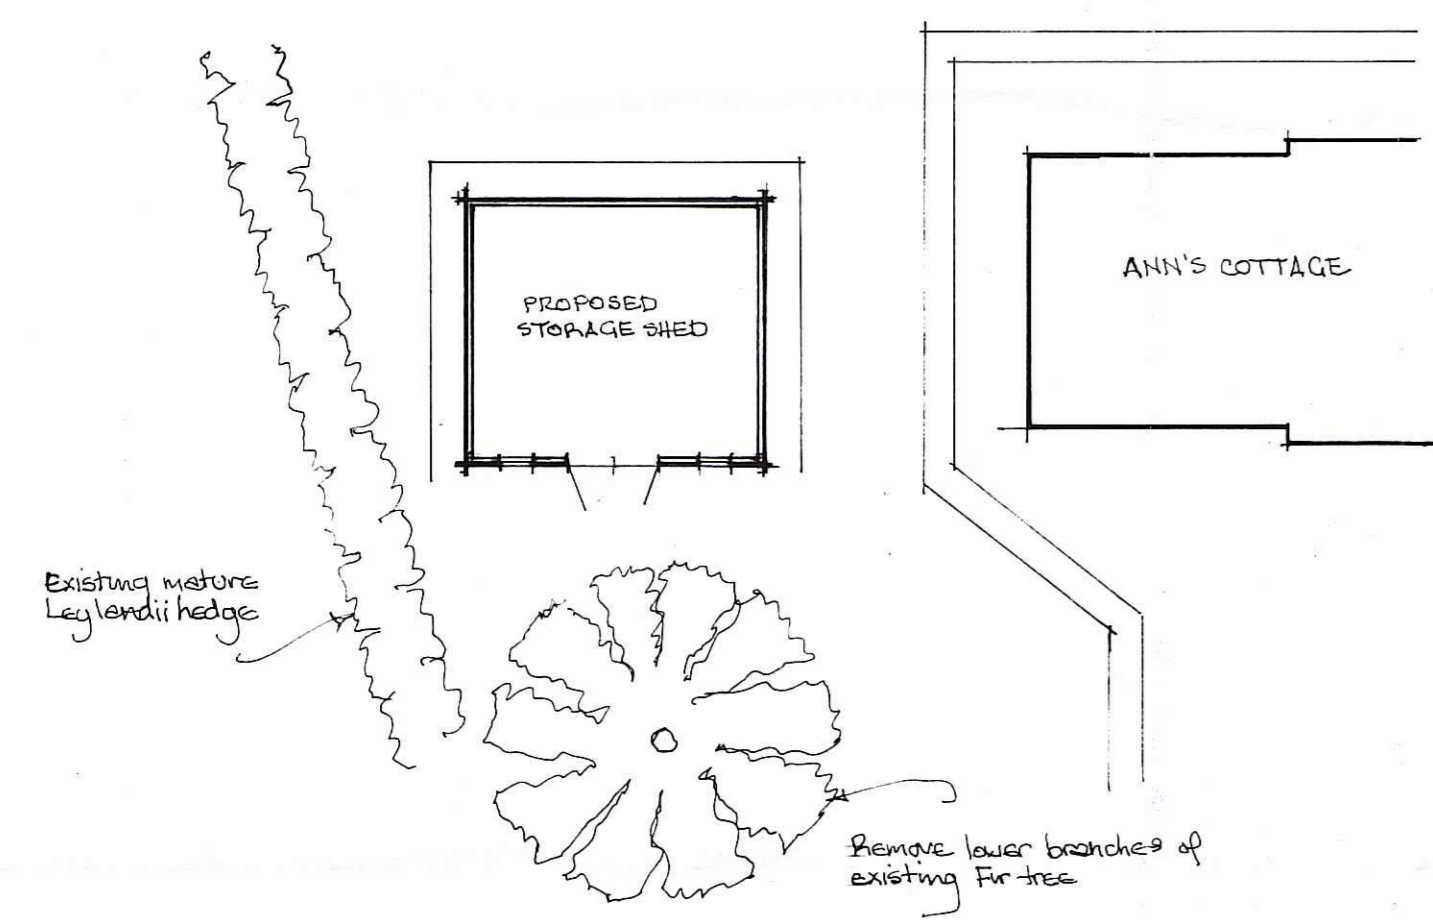 PROPOSED
STORAGE SHED
ANN'S COTTAGE
Existing mature
Leylandii hedge
Remove lower branches of
existing Fir tree